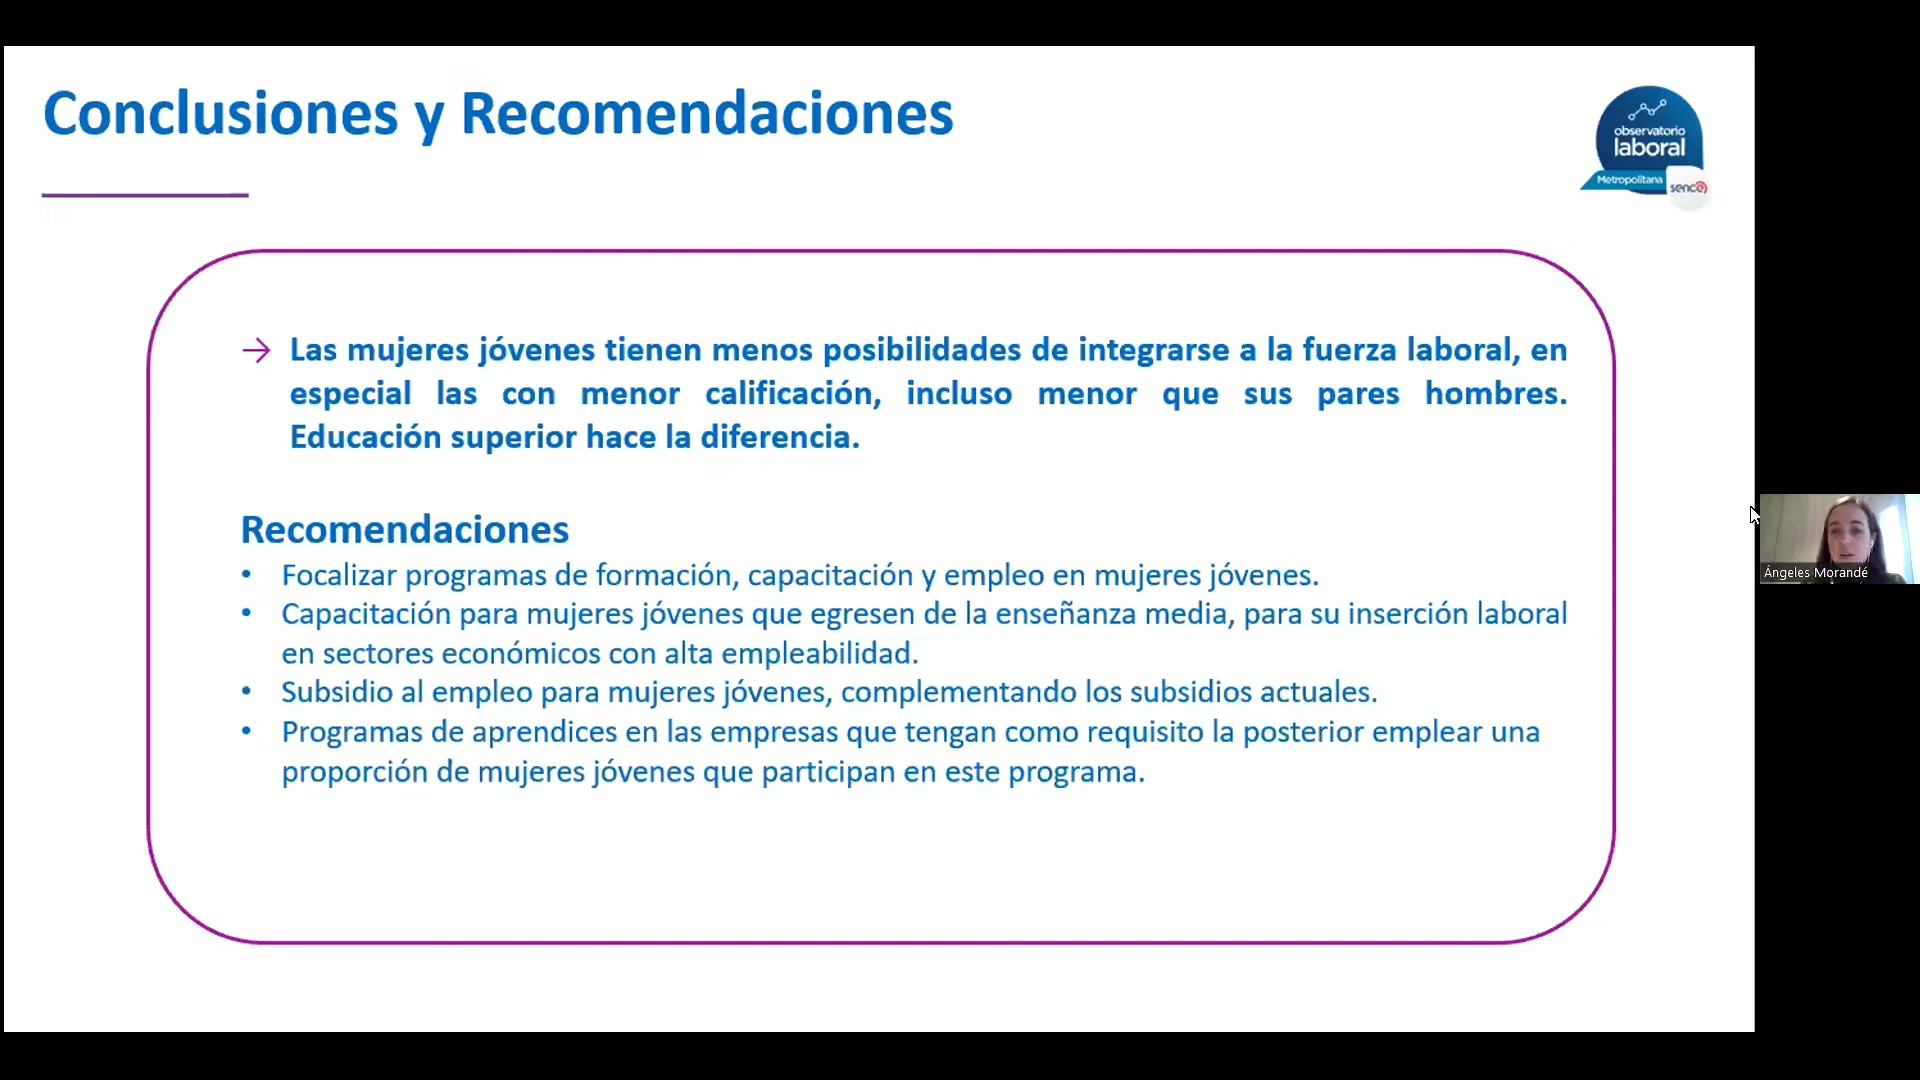 Conclusiones y Recomendaciones
observatorio
laboral
Metropolitana
sence
→ Las mujeres jóvenes tienen menos posibilidades de integrarse a la fuerza laboral, en
especial las con menor calificación, incluso menor que sus pares hombres.
Educación superior hace la diferencia.
Recomendaciones
• Focalizar programas de formación, capacitación y empleo en mujeres jóvenes.
• Capacitación para mujeres jóvenes que egresen de la enseñanza media, para su inserción laboral
en sectores económicos con alta empleabilidad.
• Subsidio al empleo para mujeres jóvenes, complementando los subsidios actuales.
• Programas de aprendices en las empresas que tengan como requisito la posterior emplear una
proporción de mujeres jóvenes que participan en este programa.
Ángeles Morandé